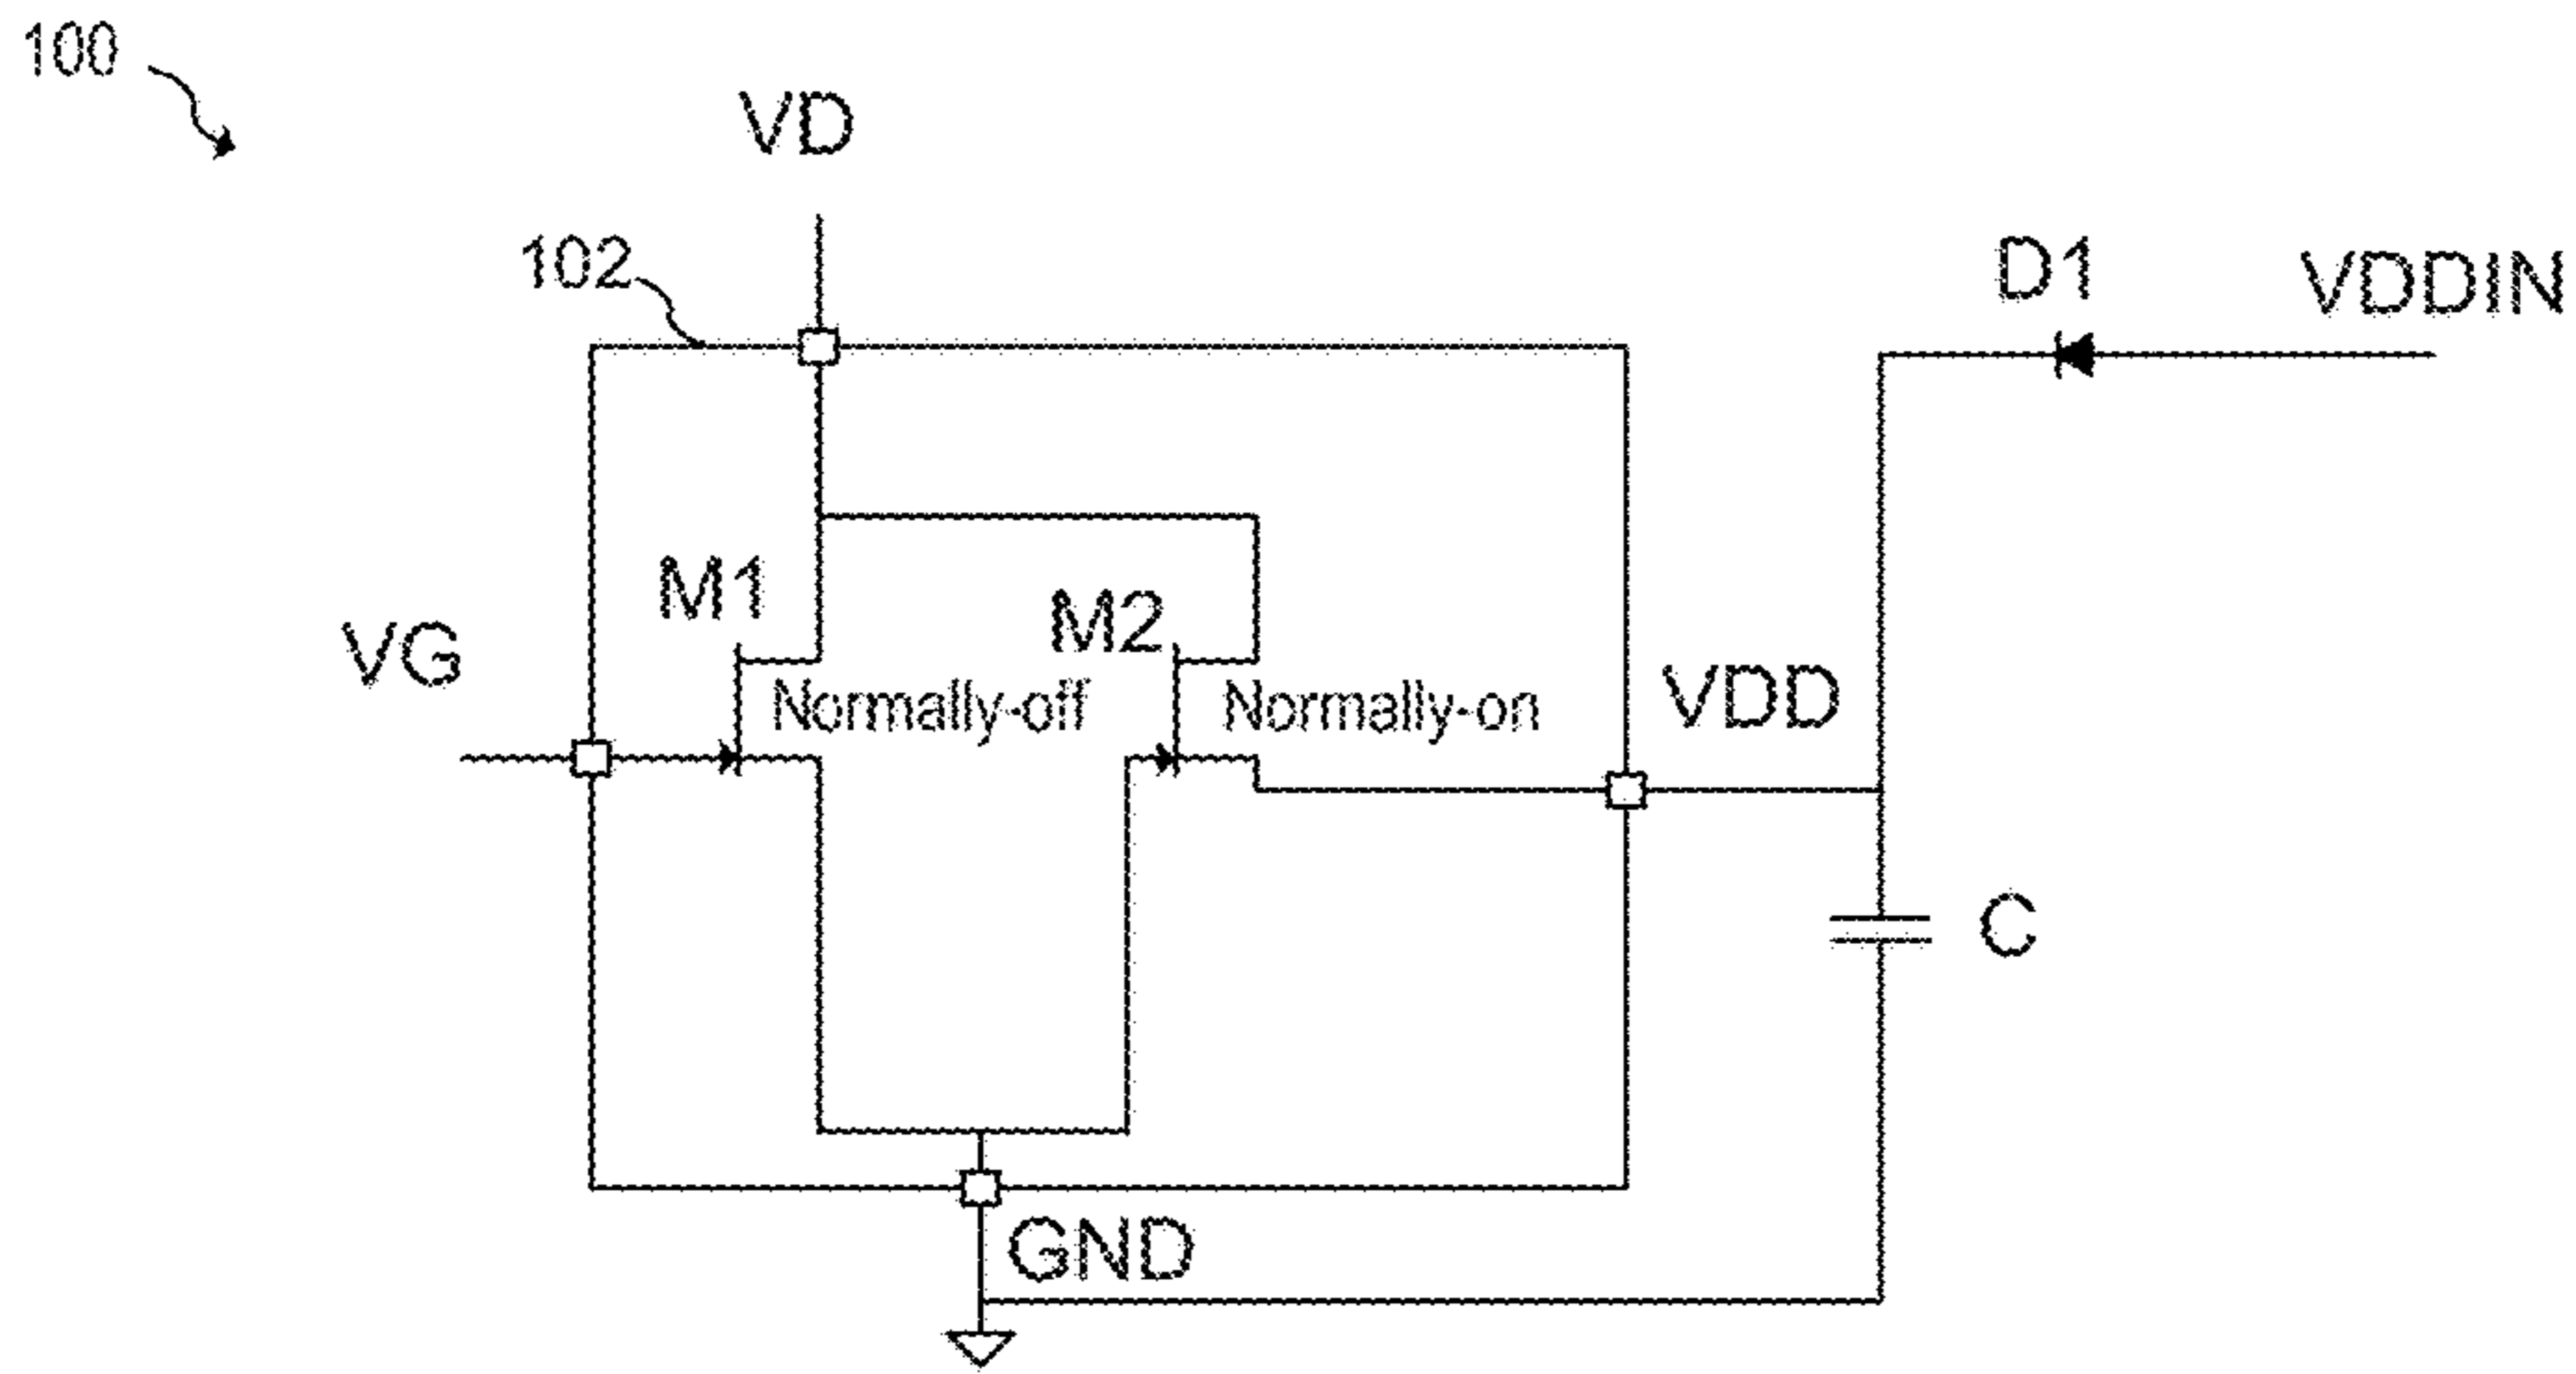 100
VD
102
D1
VDDIN
M1
M2
VG
Normally-off
Normally-on
VDD
C
GND